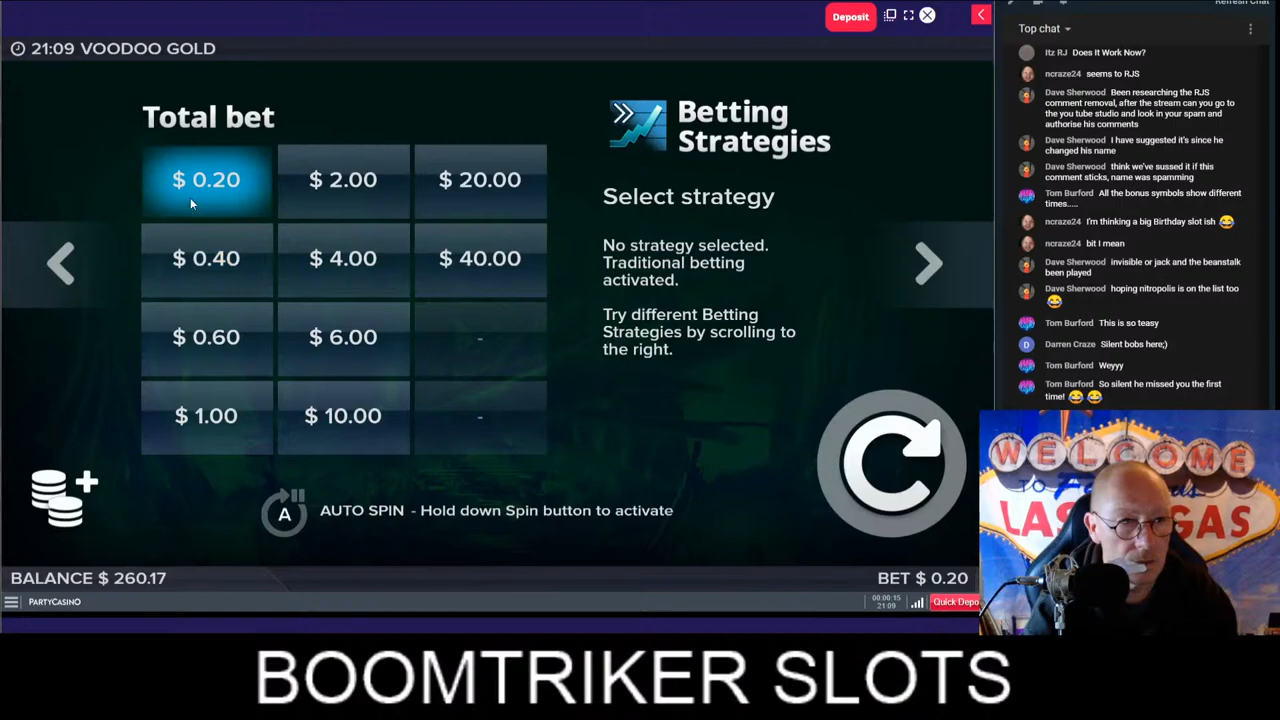 Deposit
21:09 VOODOO GOLD
Total bet
$ 0.20
$ 2.00
$ 20.00
$ 0.40
$ 4.00
$ 40.00
$ 0.60
$ 6.00
-
$ 1.00
$ 10.00
-
Betting
Strategies
Select strategy
No strategy selected.
Traditional betting
activated.
Try different Betting
Strategies by scrolling to
the right.
A
AUTO SPIN - Hold down Spin button to activate
BALANCE $ 260.17
BET $ 0.20
PARTYCASINO
00:00:15
21:09
Quick Depo
Refresh Chat
Top chat
Itz RJ Does It Work Now?
ncraze24 seems to RJS
Dave Sherwood Been researching the RJS
comment removal, after the stream can you go to
the you tube studio and look in your spam and
authorise his comments
Dave Sherwood I have suggested it's since he
changed his name
Dave Sherwood think we've sussed it if this
comment sticks, name was spamming
Tom Burford All the bonus symbols show different
times.....
ncraze24 I'm thinking a big Birthday slot ish 😂
ncraze24 bit I mean
Dave Sherwood invisible or jack and the beanstalk
been played
Dave Sherwood hoping nitropolis is on the list too
😂
Tom Burford This is so teasy
D Darren Craze Silent bobs here;)
Tom Burford Weyyy
Tom Burford So silent he missed you the first
time! 😂 😂
WELCOME
TO
LAS VEGAS
BOOMTRIKER SLOTS